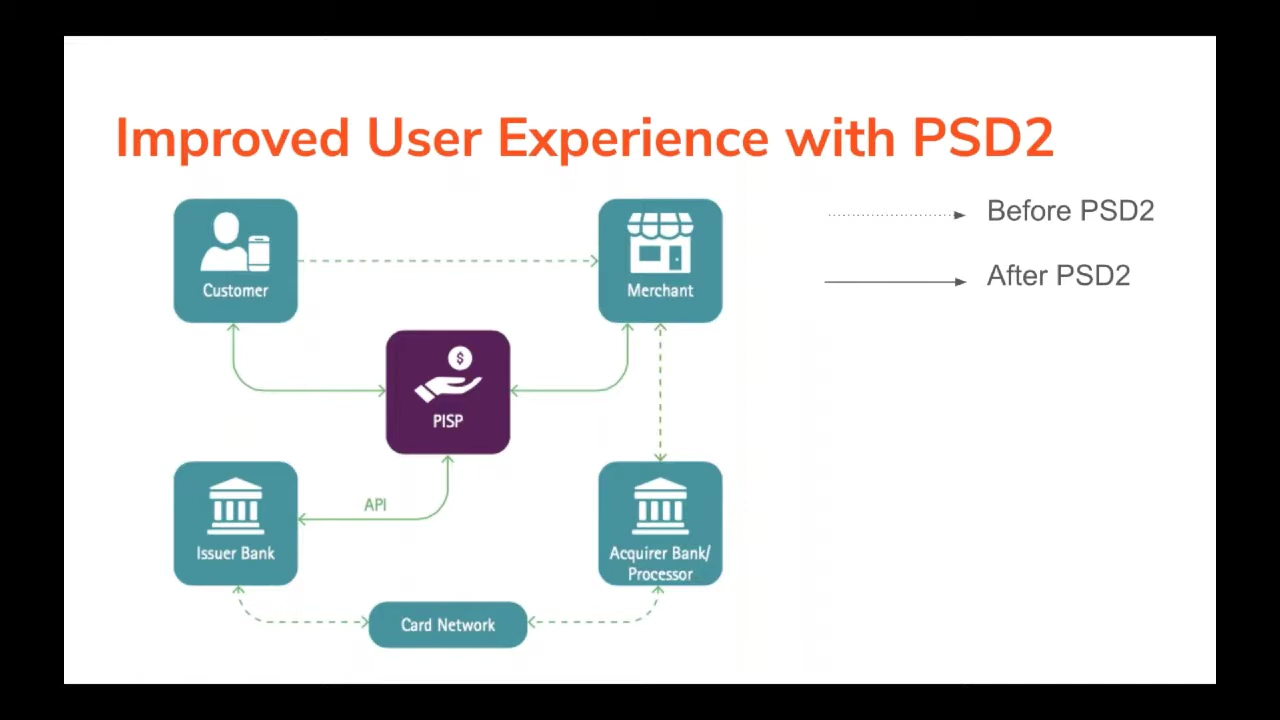 Improved User Experience with PSD2
Customer
Merchant
Before PSD2
After PSD2
$
PISP
API
Issuer Bank
Acquirer Bank/
Processor
Card Network